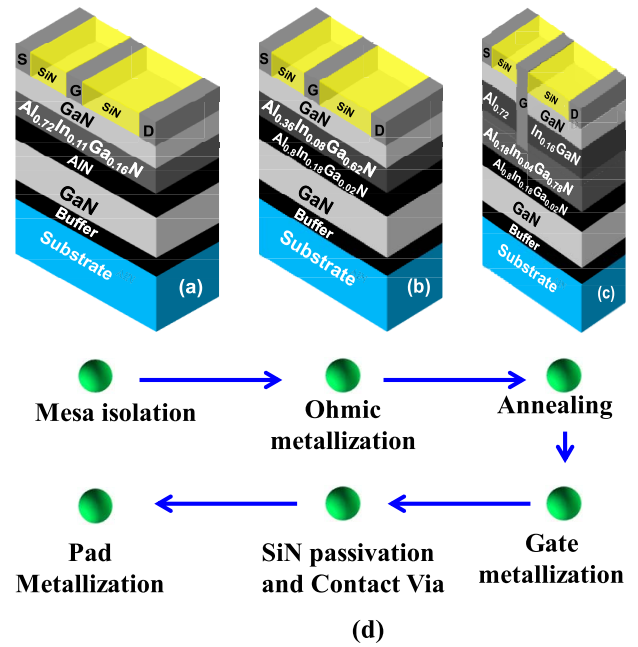 S
SiN
G
SiN
D
GaN
Al0.72In0.11Ga0.16N
AlN
GaN
Buffer
Substrate
(a)
S
SiN
G
SiN
D
GaN
Al0.36In0.08Ga0.62N
Al0.8In0.18Ga0.02N
GaN
Buffer
Substrate
(b)
S
SiN
G
SiN
D
GaN
Al0.72
In0.16GaN
Al0.18In0.04Ga0.78N
Al0.8In0.18Ga0.02N
GaN
Buffer
Substrate
(c)
Mesa isolation
Ohmic
metallization
Annealing
Pad
Metallization
SiN passivation
and Contact Via
Gate
metallization
(d)